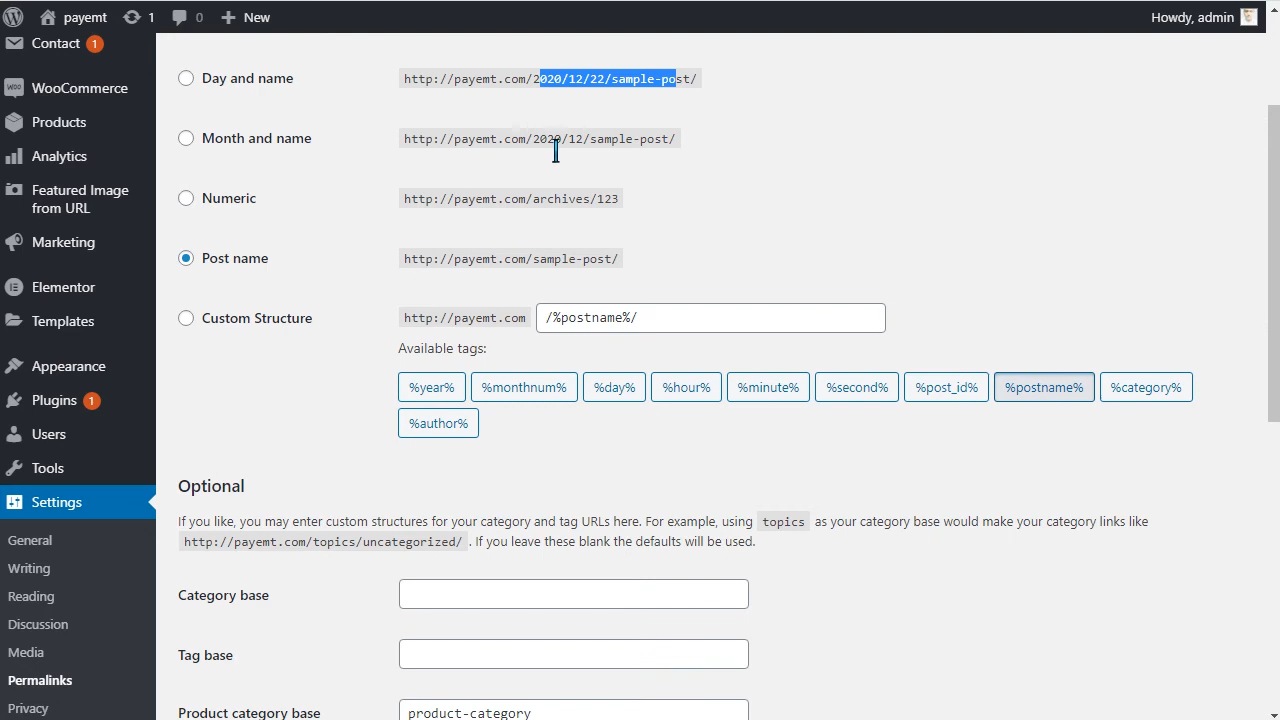 payemt 1 0 New Howdy, admin
Contact 1
WooCommerce
Products
Analytics
Featured Image
from URL
Marketing
Elementor
Templates
Appearance
Plugins 1
Users
Tools
Settings
General
Writing
Reading
Discussion
Media
Permalinks
Privacy
Day and name http://payemt.com/2020/12/22/sample-post/
Month and name http://payemt.com/2020/12/sample-post/
Numeric http://payemt.com/archives/123
Post name http://payemt.com/sample-post/
Custom Structure http://payemt.com /%postname%/
Available tags:
%year% %monthnum% %day% %hour% %minute% %second% %post_id% %postname% %category%
%author%
Optional
If you like, you may enter custom structures for your category and tag URLs here. For example, using topics as your category base would make your category links like
http://payemt.com/topics/uncategorized/ . If you leave these blank the defaults will be used.
Category base
Tag base
Product category base product-category